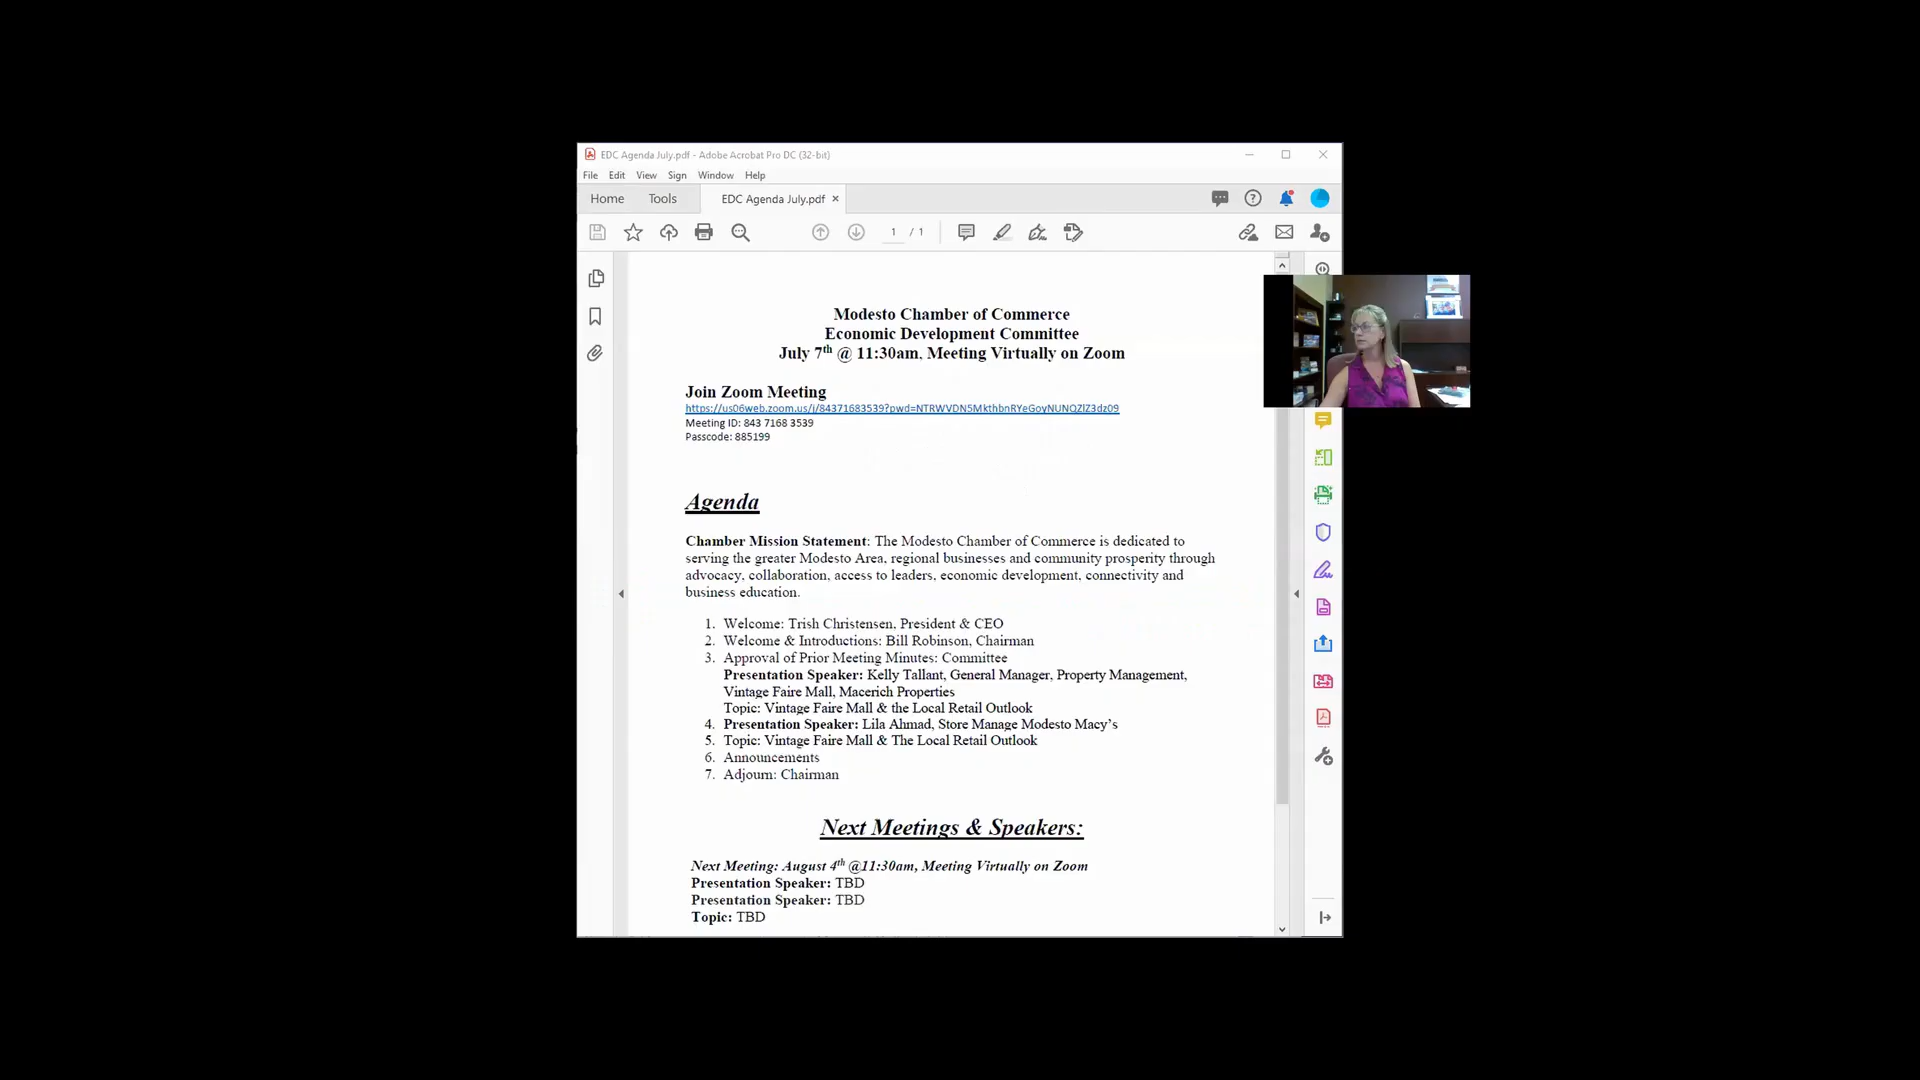 EDC Agenda July.pdf - Adobe Acrobat Pro DC (32-bit)
File Edit View Sign Window Help
Home Tools EDC Agenda July.pdf ×
1 / 1
Modesto Chamber of Commerce
Economic Development Committee
July 7th @ 11:30am, Meeting Virtually on Zoom
Join Zoom Meeting
https://us06web.zoom.us/j/84371683539?pwd=NTRWVDN5MkthbnRYeGoyNUNQZlZ3dz09
Meeting ID: 843 7168 3539
Passcode: 885199
Agenda
Chamber Mission Statement: The Modesto Chamber of Commerce is dedicated to
serving the greater Modesto Area, regional businesses and community prosperity through
advocacy, collaboration, access to leaders, economic development, connectivity and
business education.
1. Welcome: Trish Christensen, President & CEO
2. Welcome & Introductions: Bill Robinson, Chairman
3. Approval of Prior Meeting Minutes: Committee
Presentation Speaker: Kelly Tallant, General Manager, Property Management,
Vintage Faire Mall, Macerich Properties
Topic: Vintage Faire Mall & the Local Retail Outlook
4. Presentation Speaker: Lila Ahmad, Store Manage Modesto Macy’s
5. Topic: Vintage Faire Mall & The Local Retail Outlook
6. Announcements
7. Adjourn: Chairman
Next Meetings & Speakers:
Next Meeting: August 4th @11:30am, Meeting Virtually on Zoom
Presentation Speaker: TBD
Presentation Speaker: TBD
Topic: TBD